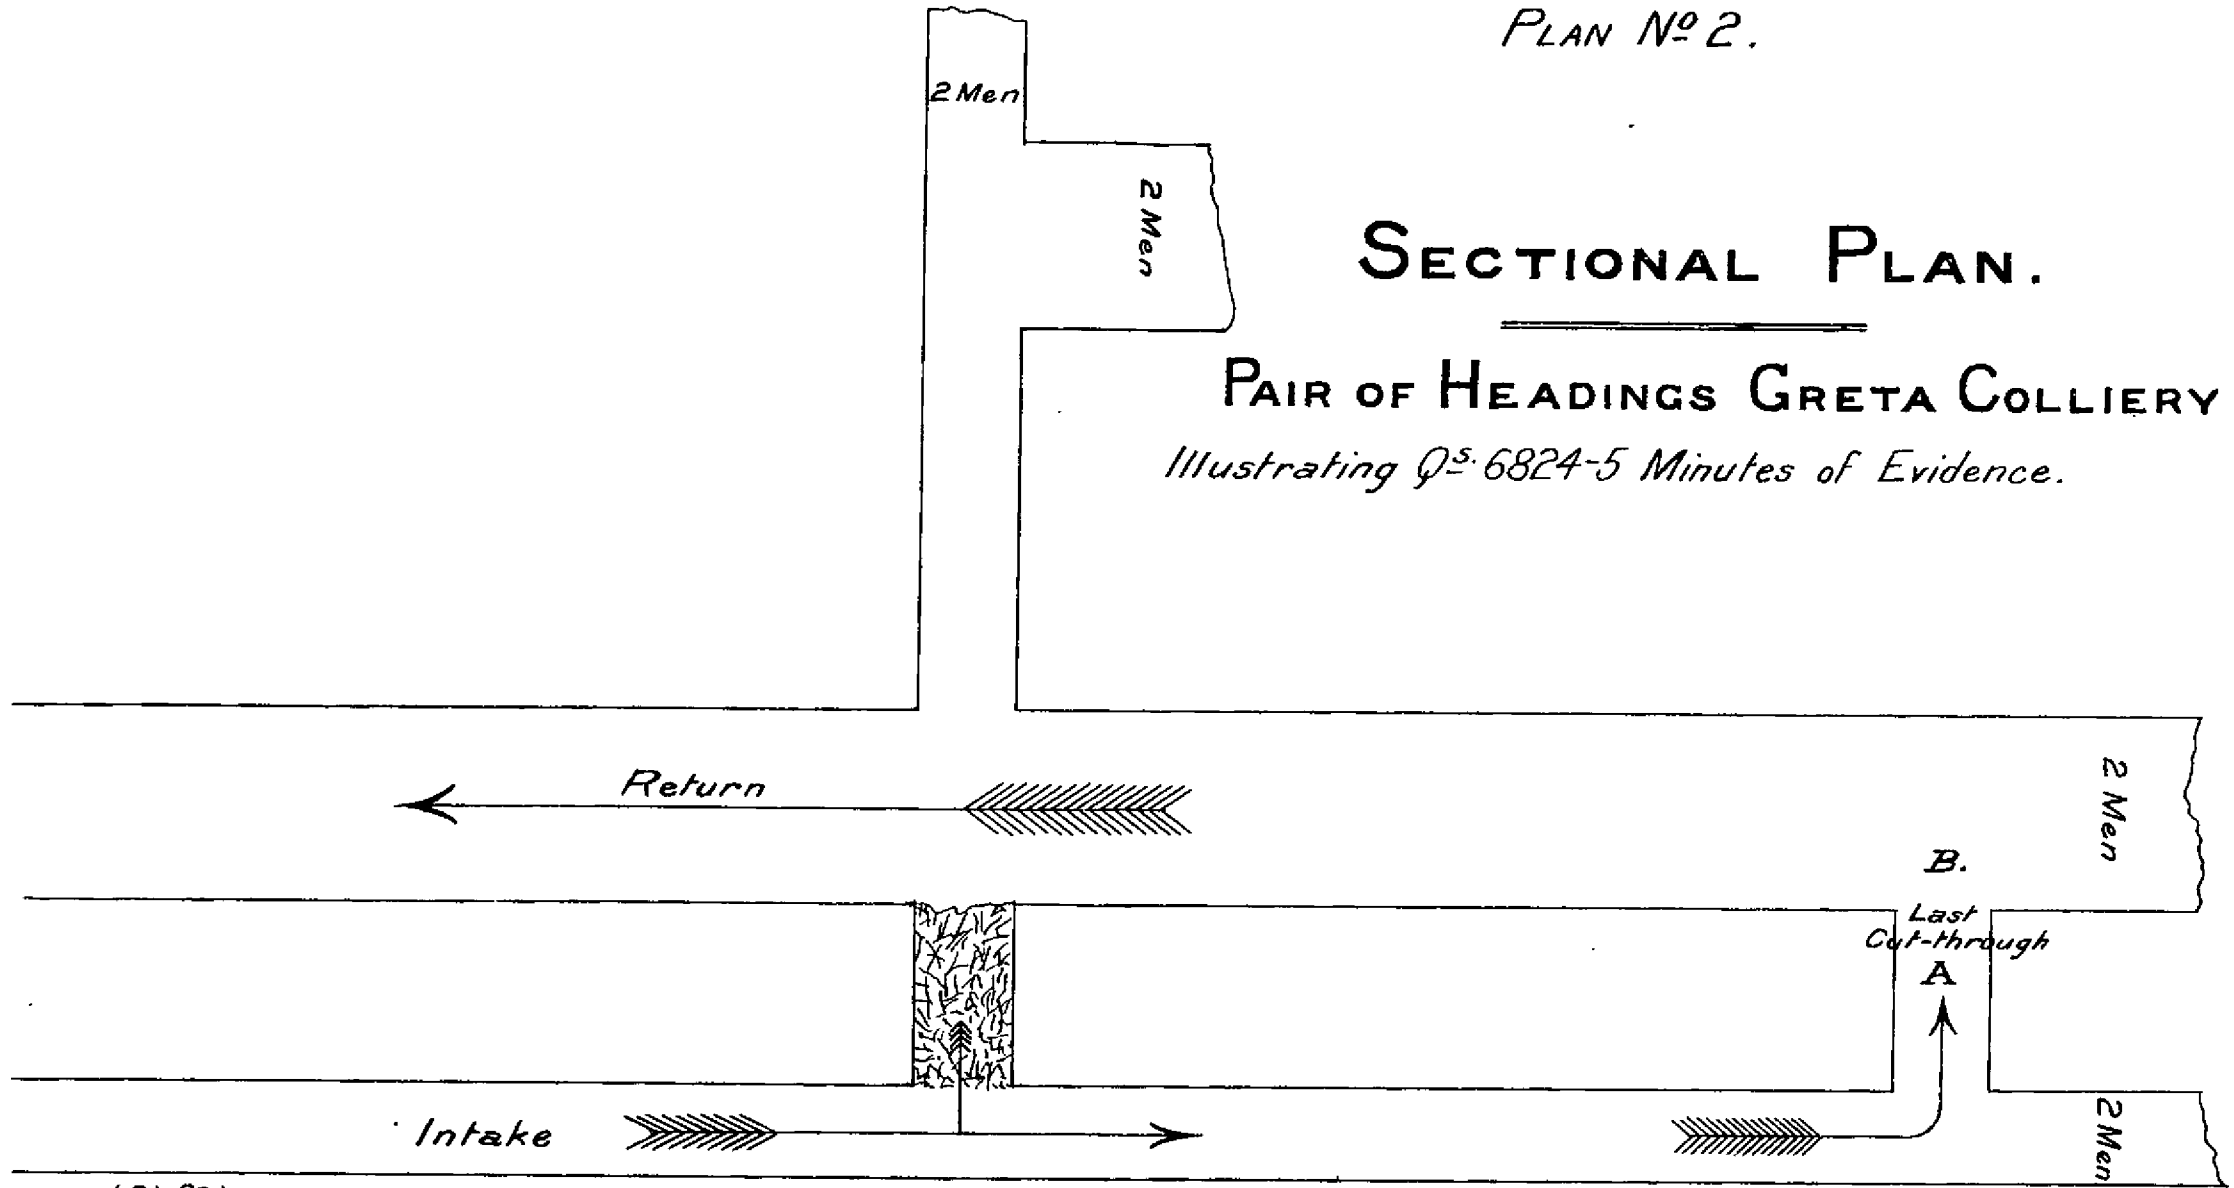 PLAN Nº 2.
2 Men
2 Men
SECTIONAL PLAN.
PAIR OF HEADINGS GRETA COLLIERY
Illustrating Qs. 6824-5 Minutes of Evidence.
Return
2 Men
B.
Last
Cut-through
A
Intake
2 Men